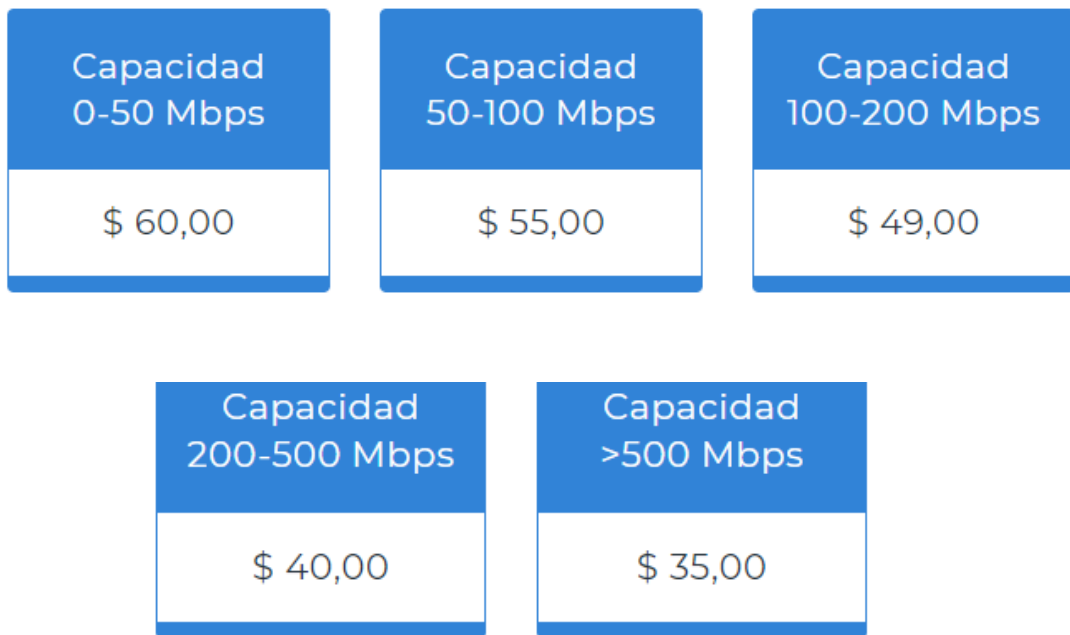 Capacidad
0-50 Mbps
$ 60,00
Capacidad
50-100 Mbps
$ 55,00
Capacidad
100-200 Mbps
$ 49,00
Capacidad
200-500 Mbps
$ 40,00
Capacidad
>500 Mbps
$ 35,00